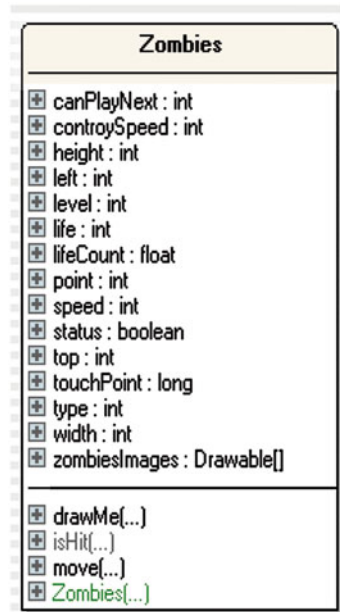 Zombies
canPlayNext : int
controySpeed : int
height : int
left : int
level : int
life : int
lifeCount : float
point : int
speed : int
status : boolean
top : int
touchPoint : long
type : int
width : int
zombiesImages : Drawable[]
drawMe(...)
isHit(...)
move(...)
Zombies(...)